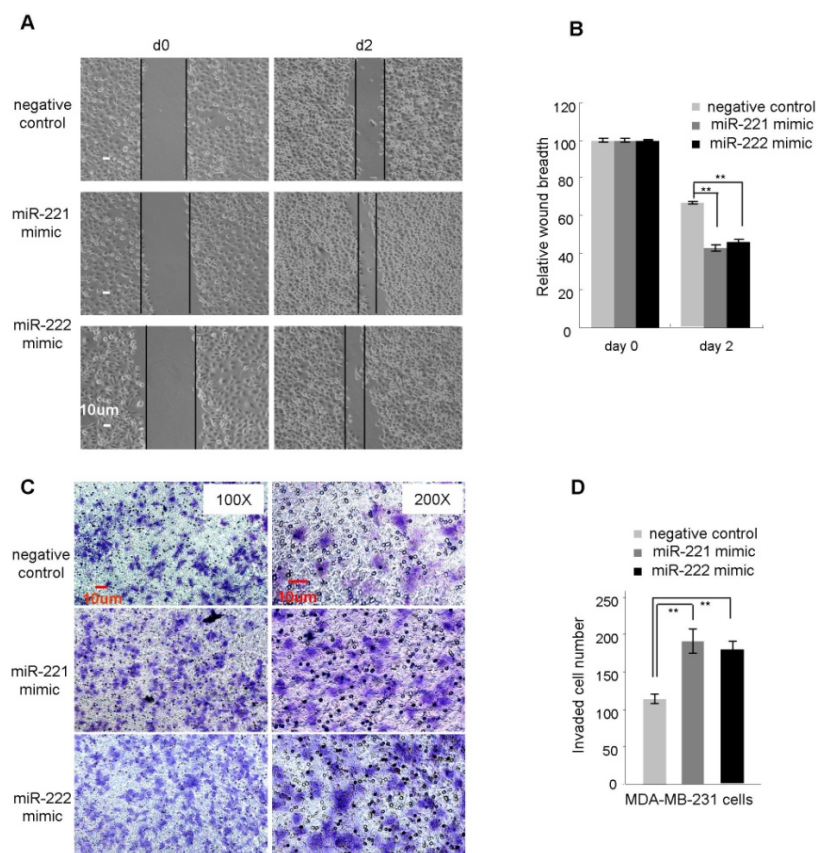 A
d0
d2
negative
control
miR-221
mimic
miR-222
mimic
10um
B
negative control
miR-221 mimic
miR-222 mimic
Relative wound breadth
120
100
80
60
40
20
0
**
**
day 0
day 2
C
100X
200X
negative
control
10um
10um
miR-221
mimic
miR-222
mimic
D
negative control
miR-221 mimic
miR-222 mimic
Invaded cell number
250
200
150
100
50
0
**
**
MDA-MB-231 cells